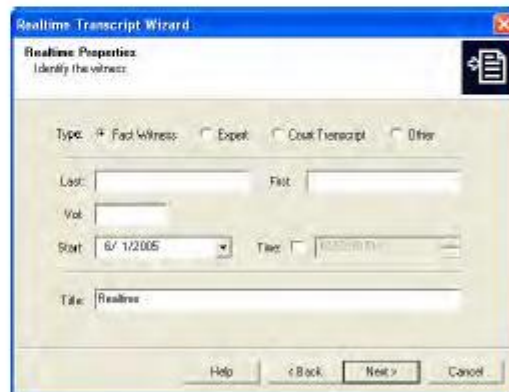 Realtime Transcript Wizard
Realtime Properties
Identify the witness
Type: Fact Witness Expert Court Transcript Other
Last: First:
Vol:
Start: 6/ 1/2005 Time:
Title: Realtime
Help < Back Next > Cancel